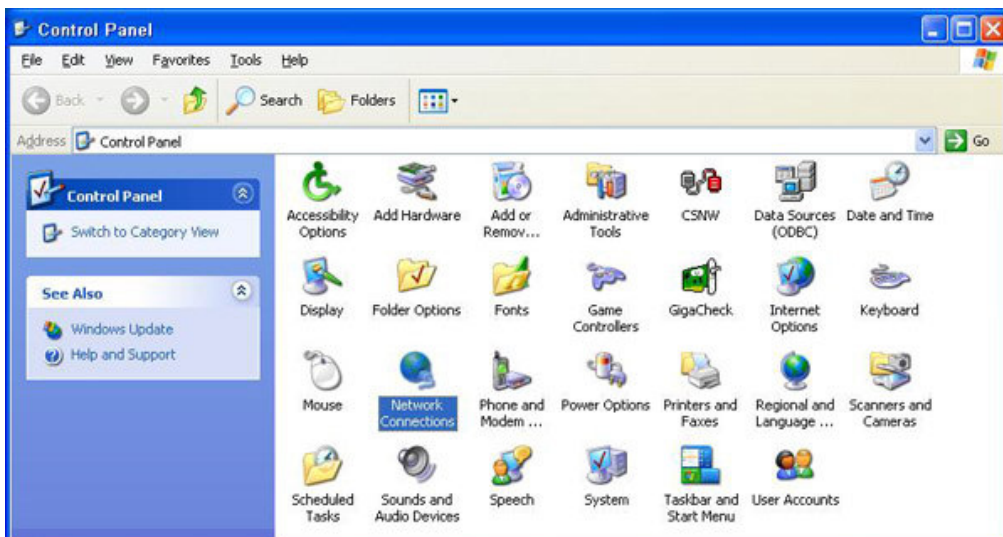 Control Panel
File Edit View Favorites Tools Help
Back Search Folders
Address Control Panel Go
Control Panel
Switch to Category View
See Also
Windows Update
Help and Support
Accessibility Options
Add Hardware
Add or Remov...
Administrative Tools
CSNW
Data Sources (ODBC)
Date and Time
Display
Folder Options
Fonts
Game Controllers
GigaCheck
Internet Options
Keyboard
Mouse
Network Connections
Phone and Modem ...
Power Options
Printers and Faxes
Regional and Language ...
Scanners and Cameras
Scheduled Tasks
Sounds and Audio Devices
Speech
System
Taskbar and Start Menu
User Accounts